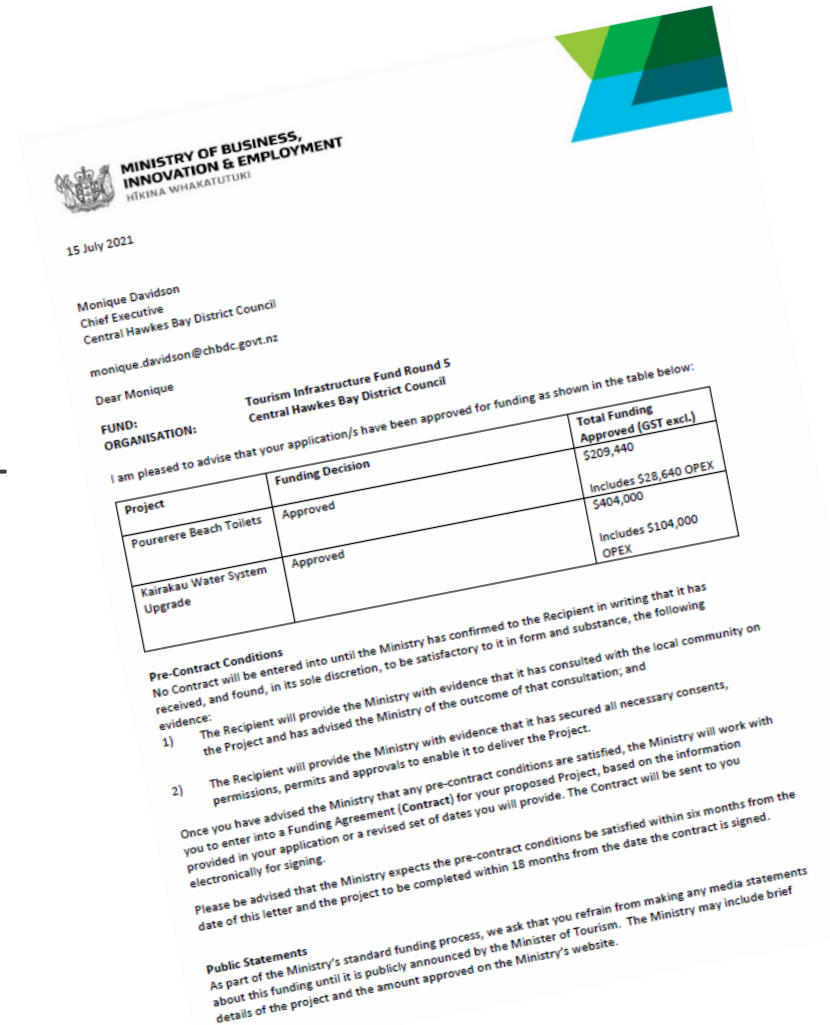 MINISTRY OF BUSINESS,
INNOVATION & EMPLOYMENT
HĪKINA WHAKATUTUKI
15 July 2021
Monique Davidson
Chief Executive
Central Hawkes Bay District Council
monique.davidson@chbdc.govt.nz
Dear Monique
FUND: Tourism Infrastructure Fund Round 5
ORGANISATION: Central Hawkes Bay District Council
I am pleased to advise that your application/s have been approved for funding as shown in the table below:
Project Funding Decision Total Funding
Approved (GST excl.)
Pourerere Beach Toilets Approved $209,440
Includes $28,640 OPEX
Kairakau Water System
Upgrade Approved $404,000
Includes $104,000
OPEX
Pre-Contract Conditions
No Contract will be entered into until the Ministry has confirmed to the Recipient in writing that it has
received, and found, in its sole discretion, to be satisfactory to it in form and substance, the following
evidence:
1) The Recipient will provide the Ministry with evidence that it has consulted with the local community on
the Project and has advised the Ministry of the outcome of that consultation; and
2) The Recipient will provide the Ministry with evidence that it has secured all necessary consents,
permissions, permits and approvals to enable it to deliver the Project.
Once you have advised the Ministry that any pre-contract conditions are satisfied, the Ministry will work with
you to enter into a Funding Agreement (Contract) for your proposed Project, based on the information
provided in your application or a revised set of dates you will provide. The Contract will be sent to you
electronically for signing.
Please be advised that the Ministry expects the pre-contract conditions be satisfied within six months from the
date of this letter and the project to be completed within 18 months from the date the contract is signed.
Public Statements
As part of the Ministry's standard funding process, we ask that you refrain from making any media statements
about this funding until it is publicly announced by the Minister of Tourism. The Ministry may include brief
details of the project and the amount approved on the Ministry's website.